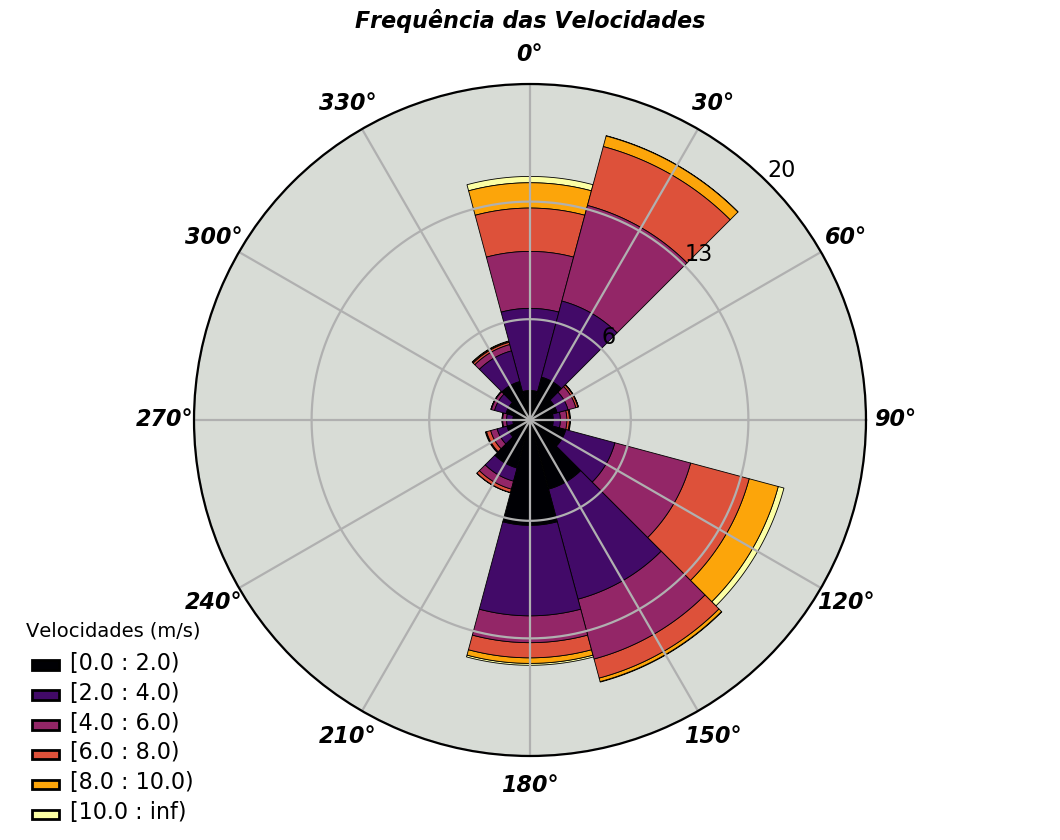 Frequência das Velocidades
0°
330°
30°
20
300°
60°
13
6
270°
90°
240°
120°
210°
150°
180°
Velocidades (m/s)
[0.0 : 2.0)
[2.0 : 4.0)
[4.0 : 6.0)
[6.0 : 8.0)
[8.0 : 10.0)
[10.0 : inf)